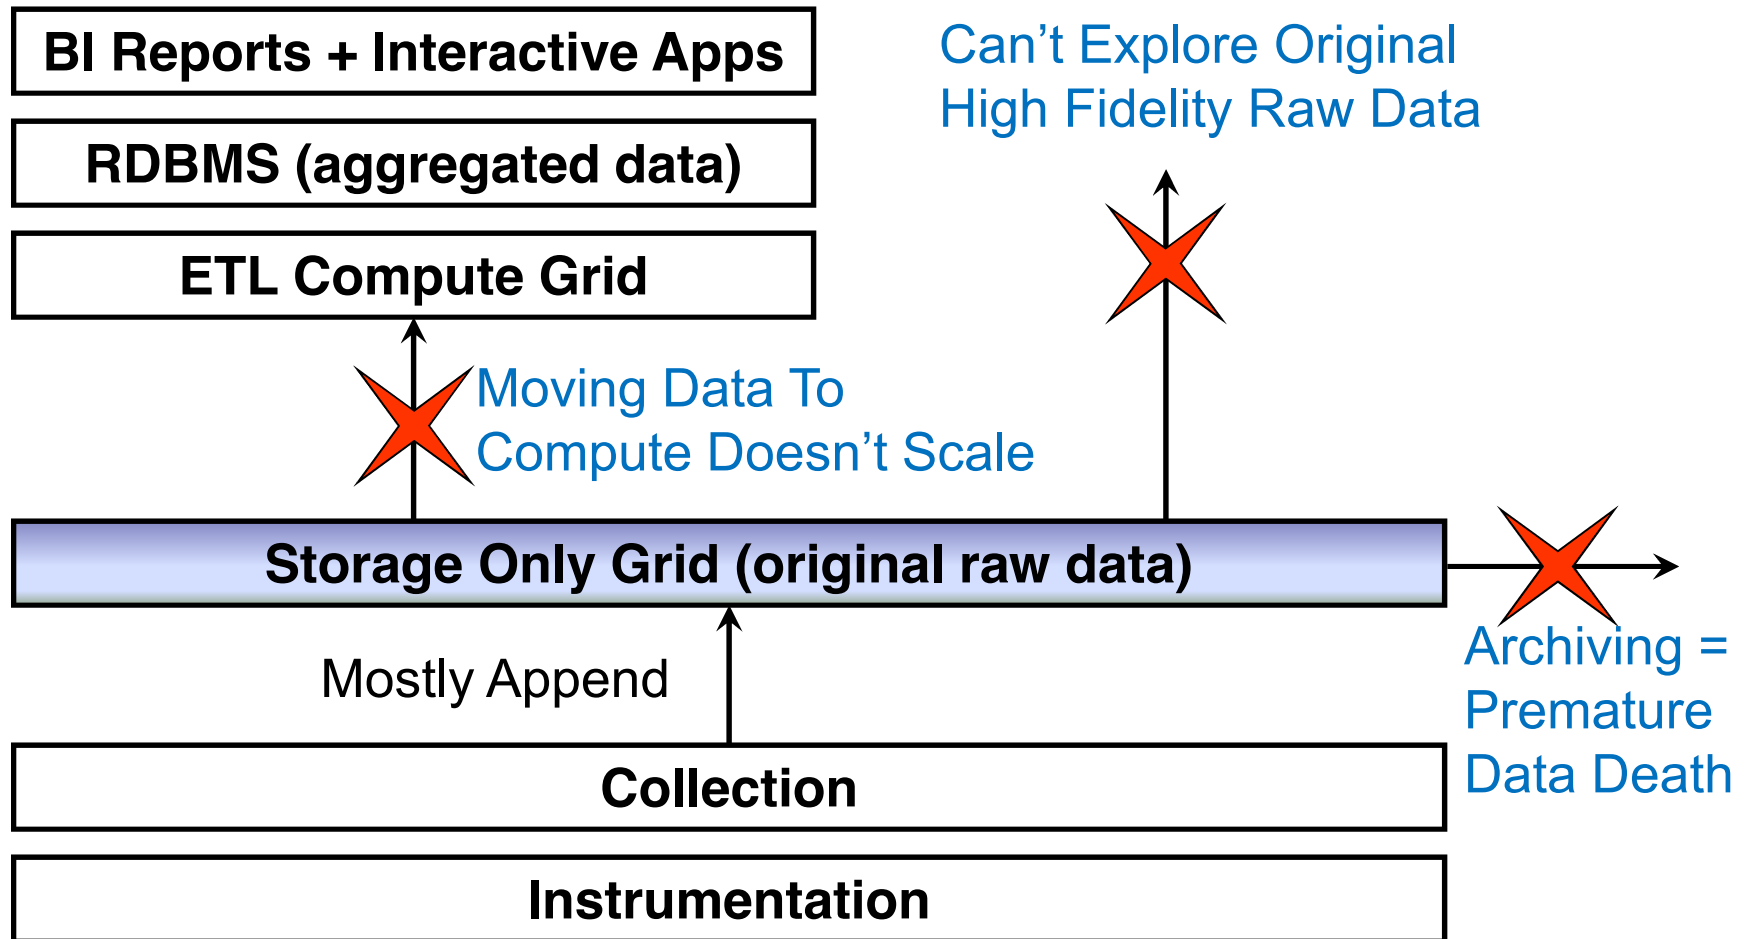 BI Reports + Interactive Apps
RDBMS (aggregated data)
ETL Compute Grid
Can’t Explore Original
High Fidelity Raw Data
Moving Data To
Compute Doesn’t Scale
Storage Only Grid (original raw data)
Mostly Append
Archiving =
Premature
Data Death
Collection
Instrumentation